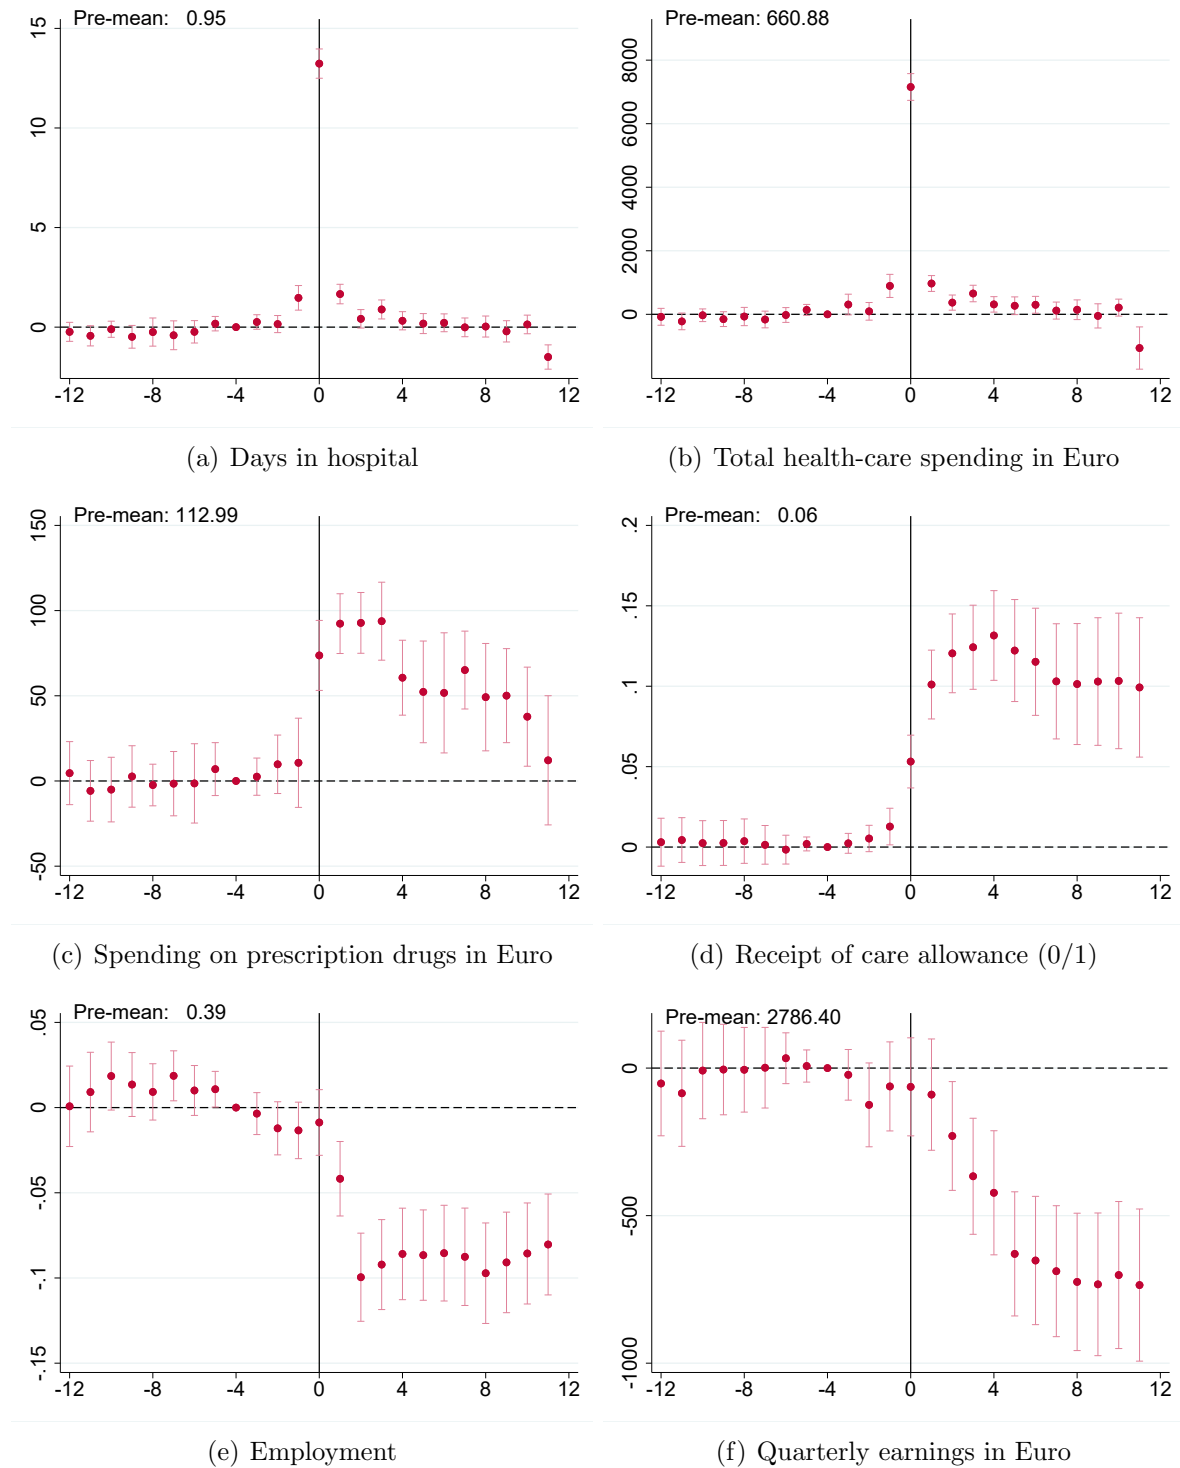 Pre-mean: 0.95
15
10
5
0
-12 -8 -4 0 4 8 12
(a) Days in hospital
Pre-mean: 660.88
8000
6000
4000
2000
0
-12 -8 -4 0 4 8 12
(b) Total health-care spending in Euro
Pre-mean: 112.99
150
100
50
0
-50
-12 -8 -4 0 4 8 12
(c) Spending on prescription drugs in Euro
Pre-mean: 0.06
.2
.15
.1
.05
0
-12 -8 -4 0 4 8 12
(d) Receipt of care allowance (0/1)
Pre-mean: 0.39
.05
0
-.05
-.1
-.15
-12 -8 -4 0 4 8 12
(e) Employment
Pre-mean: 2786.40
0
-500
-1000
-12 -8 -4 0 4 8 12
(f) Quarterly earnings in Euro